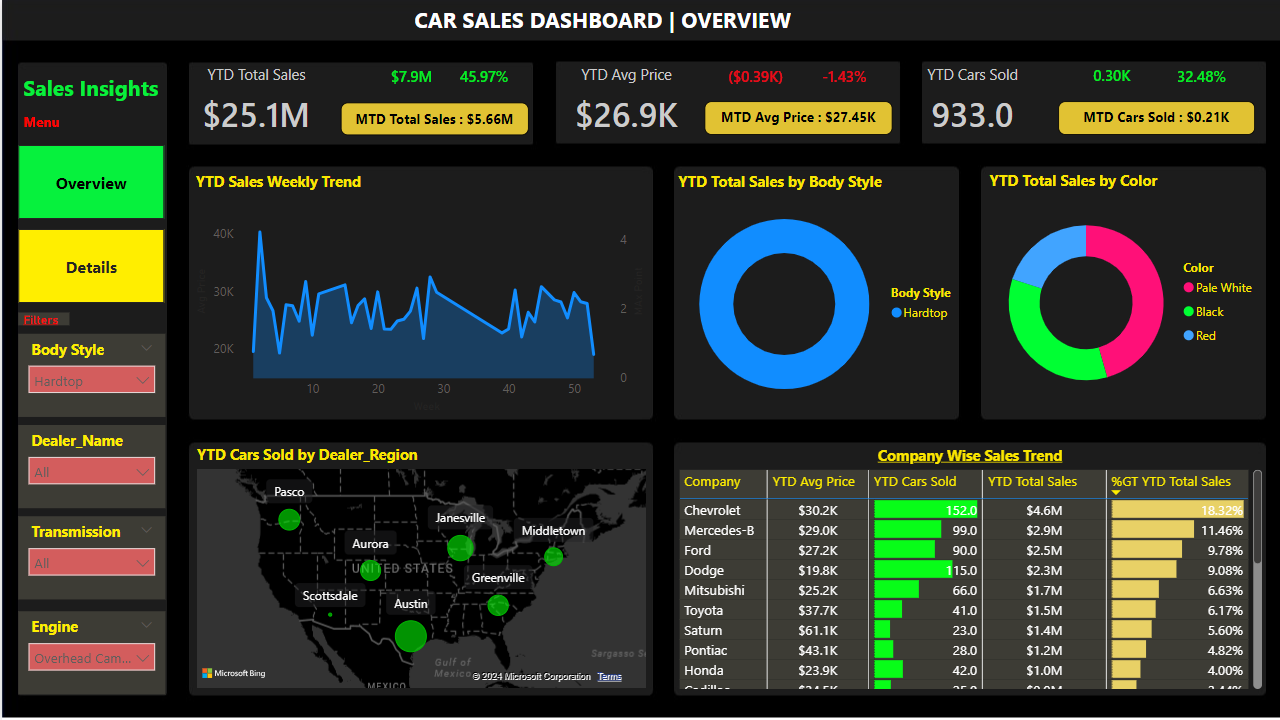 CAR SALES DASHBOARD | OVERVIEW
Sales Insights
Menu
Overview
Details
Filters
Body Style
Hardtop
Dealer_Name
All
Transmission
All
Engine
Overhead Cam...
YTD Total Sales
$7.9M 45.97%
$25.1M
MTD Total Sales : $5.66M
YTD Avg Price
($0.39K) -1.43%
$26.9K
MTD Avg Price : $27.45K
YTD Cars Sold
0.30K 32.48%
933.0
MTD Cars Sold : $0.21K
YTD Sales Weekly Trend
40K
30K
20K
4
2
0
10 20 30 40 50
YTD Total Sales by Body Style
Body Style
Hardtop
YTD Total Sales by Color
Color
Pale White
Black
Red
YTD Cars Sold by Dealer_Region
Pasco
Janesville
Middletown
Aurora
UNITED STATES
Greenville
Scottsdale
Austin
Gulf of
Mexico
MEXICO
Sargasso Se
Microsoft Bing
© 2024 Microsoft Corporation Terms
Company Wise Sales Trend
Company YTD Avg Price YTD Cars Sold YTD Total Sales %GT YTD Total Sales
Chevrolet $30.2K 152.0 $4.6M 18.32%
Mercedes-B $29.0K 99.0 $2.9M 11.46%
Ford $27.2K 90.0 $2.5M 9.78%
Dodge $19.8K 115.0 $2.3M 9.08%
Mitsubishi $25.2K 66.0 $1.7M 6.63%
Toyota $37.7K 41.0 $1.5M 6.17%
Saturn $61.1K 23.0 $1.4M 5.60%
Pontiac $43.1K 28.0 $1.2M 4.82%
Honda $23.9K 42.0 $1.0M 4.00%